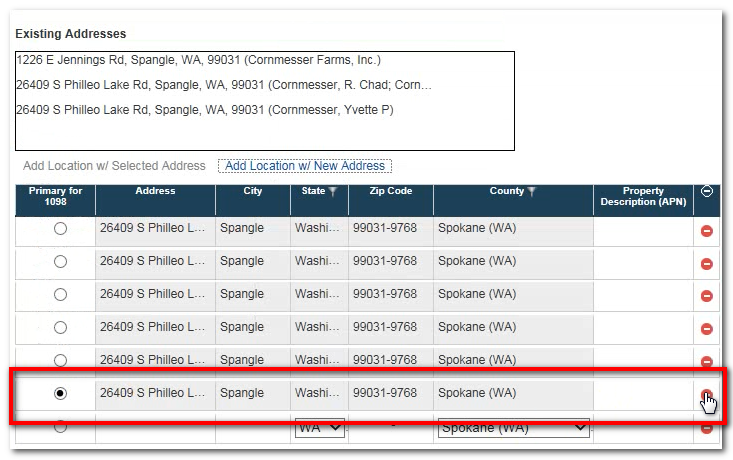 Existing Addresses
1226 E Jennings Rd, Spangle, WA, 99031 (Cornmesser Farms, Inc.)
26409 S Philleo Lake Rd, Spangle, WA, 99031 (Cornmesser, R. Chad; Corn…
26409 S Philleo Lake Rd, Spangle, WA, 99031 (Cornmesser, Yvette P)
Add Location w/ Selected Address Add Location w/ New Address
Primary for 1098 Address City State Zip Code County Property Description (APN)
26409 S Philleo L… Spangle Washi… 99031-9768 Spokane (WA)
26409 S Philleo L… Spangle Washi… 99031-9768 Spokane (WA)
26409 S Philleo L… Spangle Washi… 99031-9768 Spokane (WA)
26409 S Philleo L… Spangle Washi… 99031-9768 Spokane (WA)
26409 S Philleo L… Spangle Washi… 99031-9768 Spokane (WA)
26409 S Philleo L… Spangle Washi… 99031-9768 Spokane (WA)
WA - Spokane (WA)